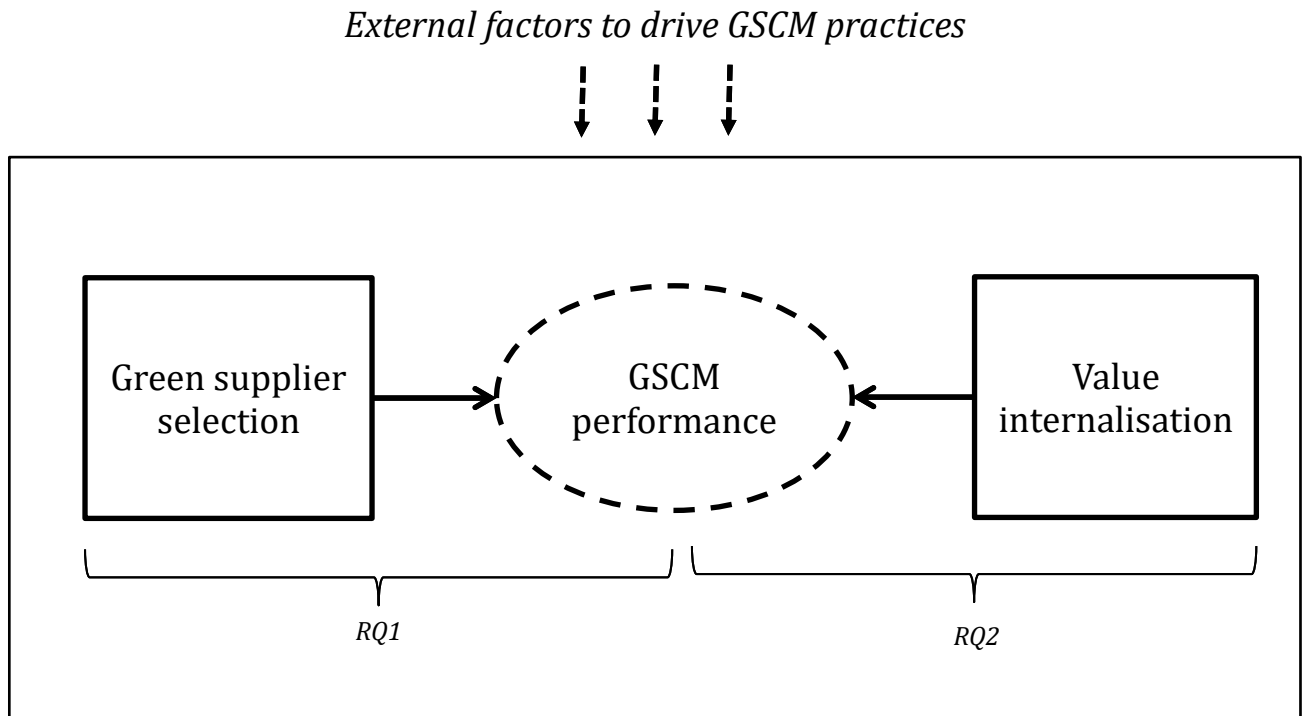 External factors to drive GSCM practices
Green supplier
selection
GSCM
performance
Value
internalisation
RQ1
RQ2